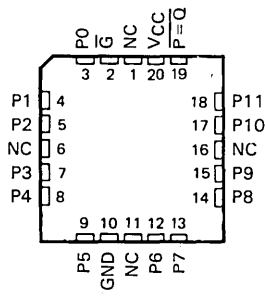 P0 G̅ NC VCC P=Q̅
3 2 1 20 19
P1 4 18 P11
P2 5 17 P10
NC 6 16 NC
P3 7 15 P9
P4 8 14 P8
9 10 11 12 13
P5 GND NC P6 P7